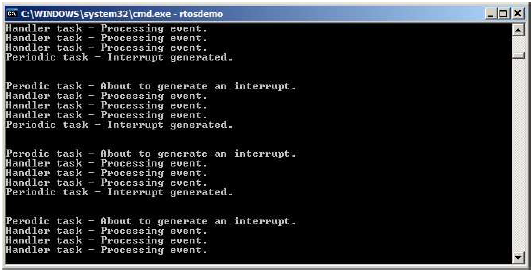 C:\WINDOWS\system32\cmd.exe - rtosdemo
Handler task - Processing event.
Handler task - Processing event.
Handler task - Processing event.
Periodic task - Interrupt generated.
Perodic task - About to generate an interrupt.
Handler task - Processing event.
Handler task - Processing event.
Handler task - Processing event.
Periodic task - Interrupt generated.
Perodic task - About to generate an interrupt.
Handler task - Processing event.
Handler task - Processing event.
Handler task - Processing event.
Periodic task - Interrupt generated.
Perodic task - About to generate an interrupt.
Handler task - Processing event.
Handler task - Processing event.
Handler task - Processing event.